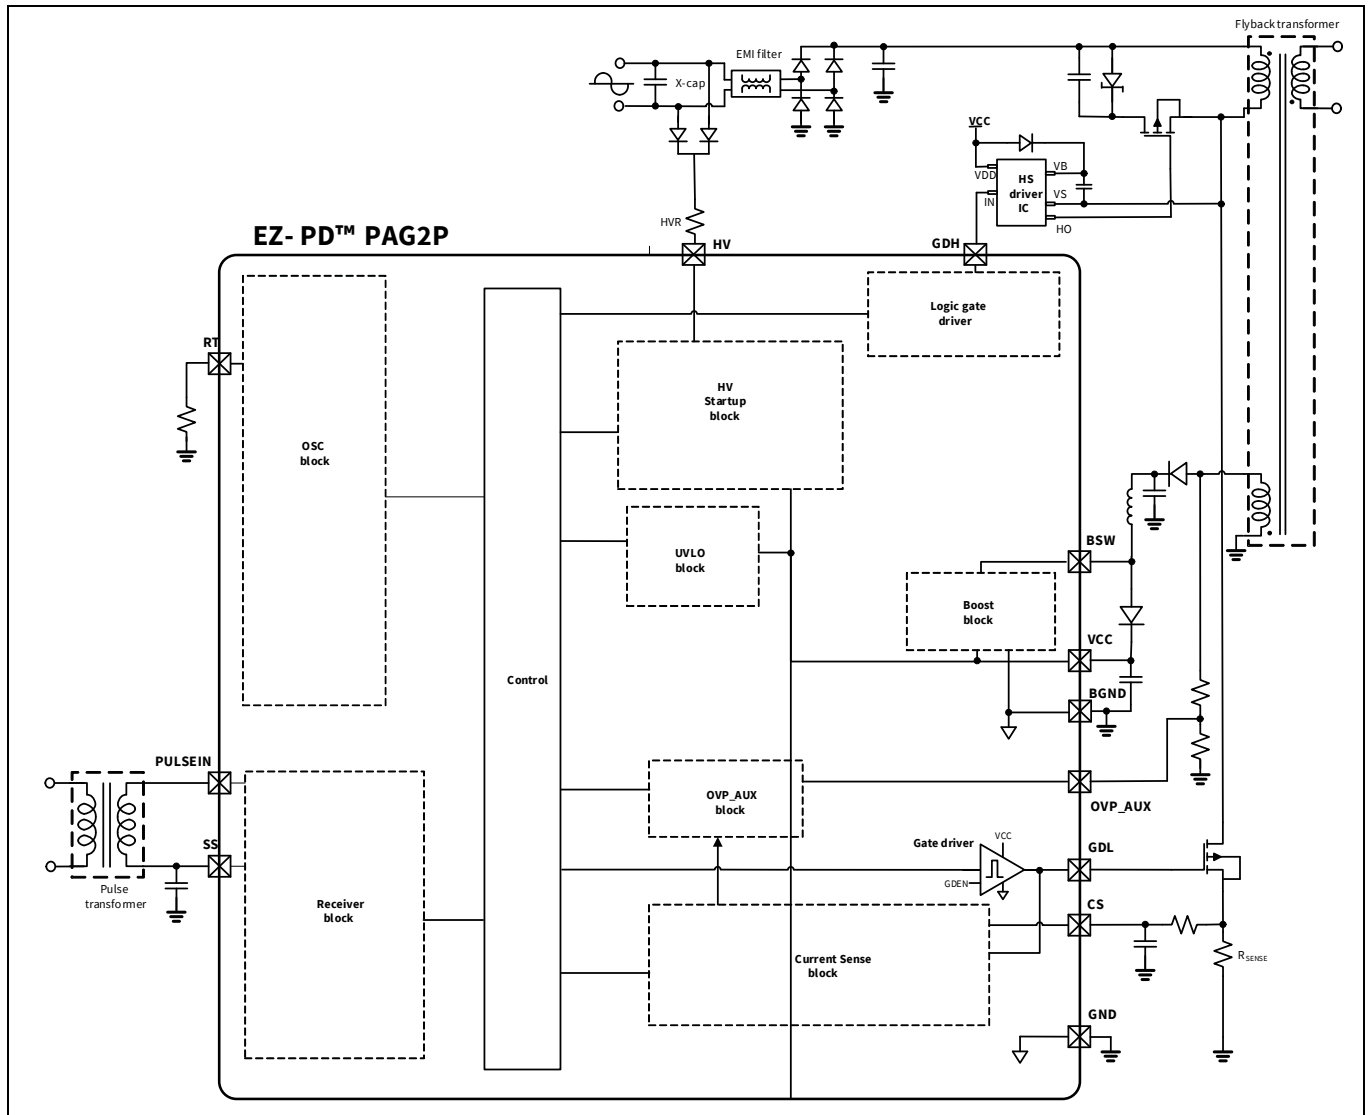 Flyback transformer
EMI filter
X-cap
VCC
VDD
HS
driver
IC
VB
VS
IN
HO
HVR
EZ- PD™ PAG2P
HV
GDH
Logic gate
driver
RT
HV
Startup
block
OSC
block
BSW
UVLO
block
Boost
block
VCC
Control
BGND
PULSEIN
OVP_AUX
block
OVP_AUX
Gate driver
VCC
GDL
SS
GDEN
Pulse
transformer
Receiver
block
CS
Current Sense
block
RSENSE
GND